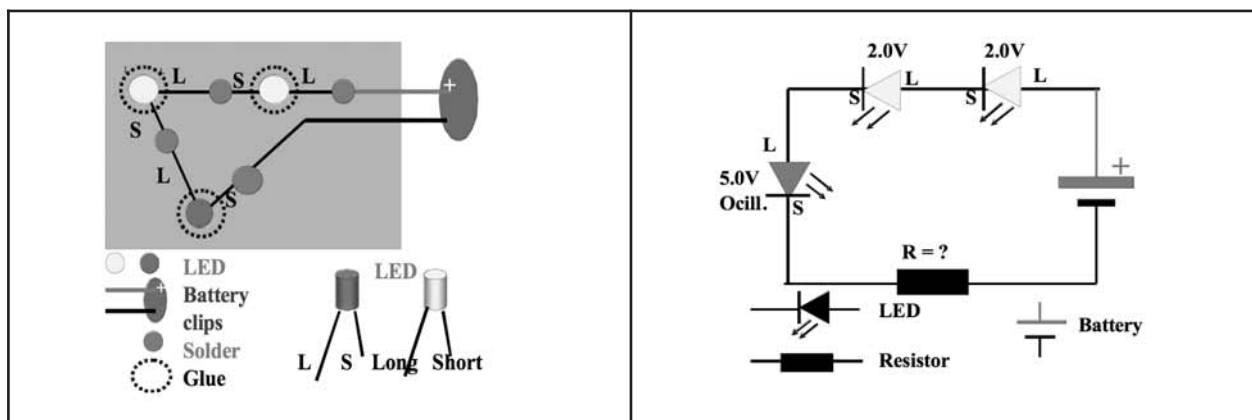 L
S
L
+
S
L
S
LED
+
Battery
clips
Solder
Glue
LED
L
S
Long
Short
2.0V
2.0V
L
L
S
S
L
5.0V
Ocill.
S
+
R = ?
LED
Battery
Resistor